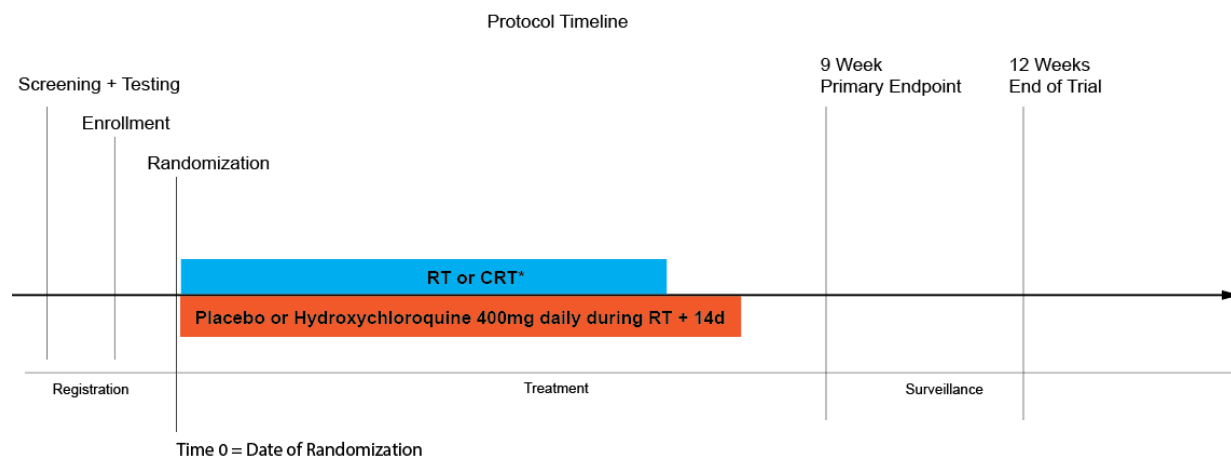 Protocol Timeline
Screening + Testing
Enrollment
Randomization
9 Week
Primary Endpoint
12 Weeks
End of Trial
RT or CRT*
Placebo or Hydroxychloroquine 400mg daily during RT + 14d
Registration
Treatment
Surveillance
Time 0 = Date of Randomization